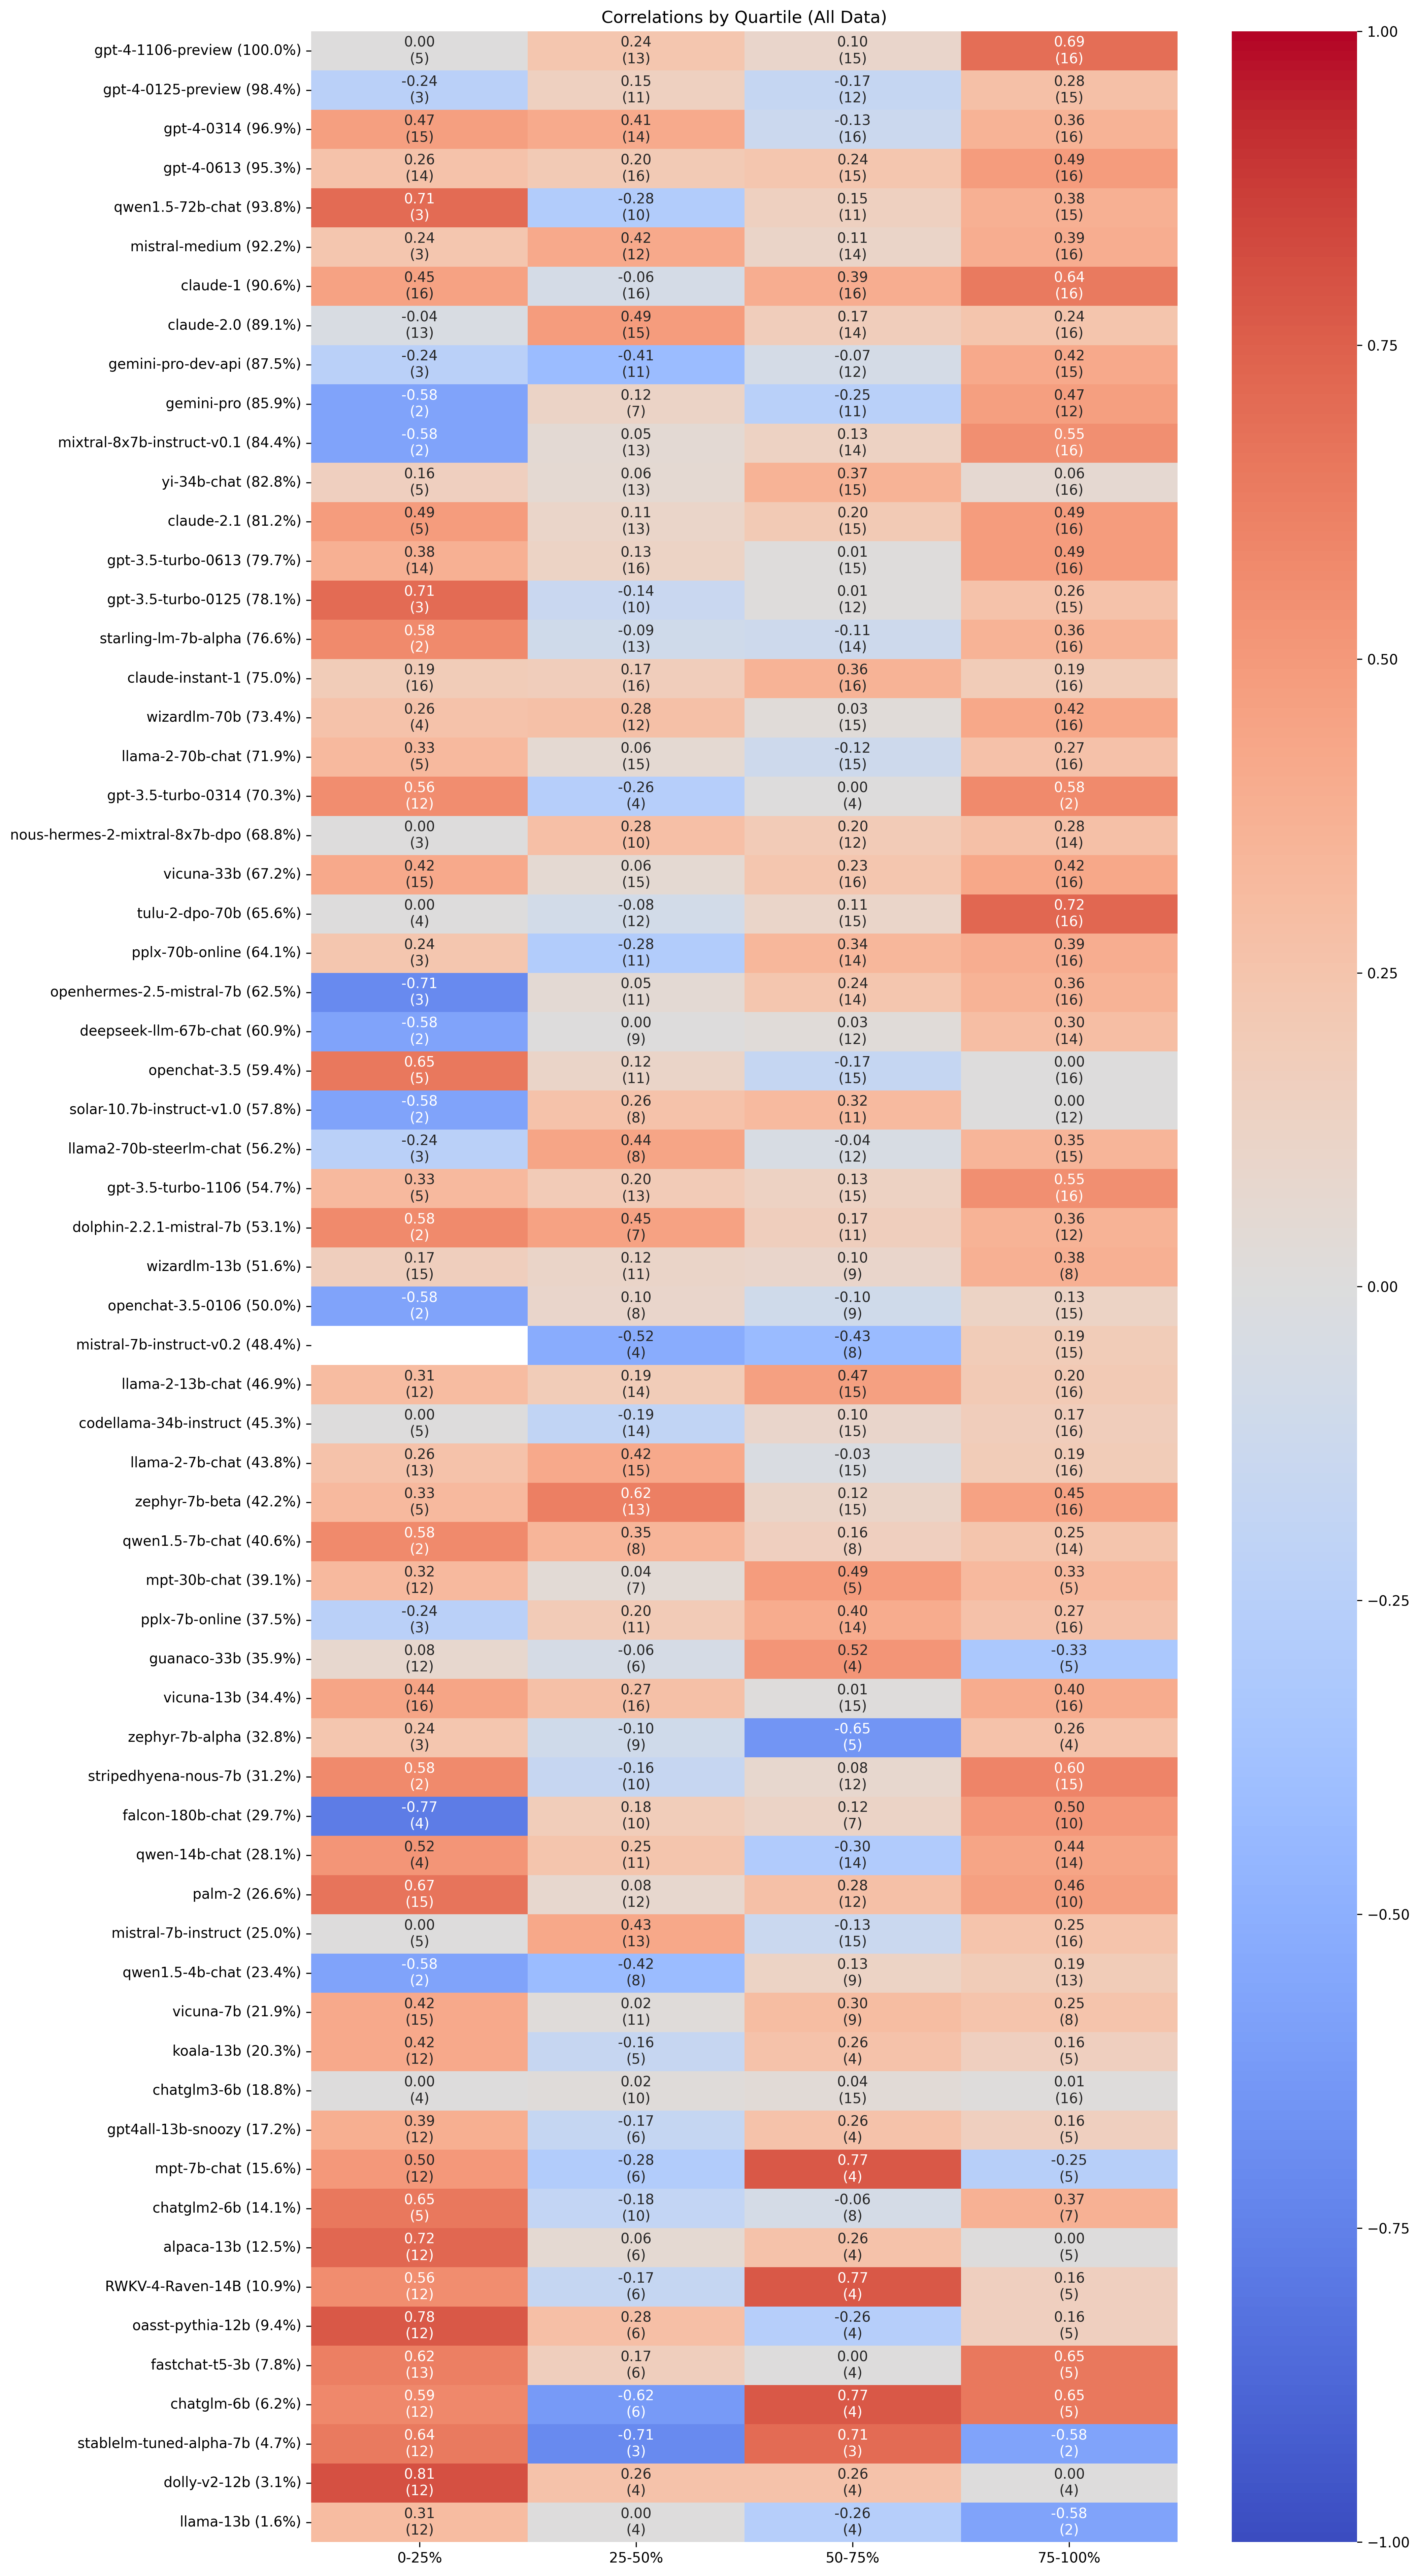 Correlations by Quartile (All Data)
gpt-4-1106-preview (100.0%) 0.00 0.24 0.10 0.69
(5) (13) (15) (16)
gpt-4-0125-preview (98.4%) -0.24 0.15 -0.17 0.28
(3) (11) (12) (15)
gpt-4-0314 (96.9%) 0.47 0.41 -0.13 0.36
(15) (14) (16) (16)
gpt-4-0613 (95.3%) 0.26 0.20 0.24 0.49
(14) (16) (15) (16)
qwen1.5-72b-chat (93.8%) 0.71 -0.28 0.15 0.38
(3) (10) (11) (15)
mistral-medium (92.2%) 0.24 0.42 0.11 0.39
(3) (12) (14) (16)
claude-1 (90.6%) 0.45 -0.06 0.39 0.64
(16) (16) (16) (16)
claude-2.0 (89.1%) -0.04 0.49 0.17 0.24
(13) (15) (14) (16)
gemini-pro-dev-api (87.5%) -0.24 -0.41 -0.07 0.42
(3) (11) (12) (15)
gemini-pro (85.9%) -0.58 0.12 -0.25 0.47
(2) (7) (11) (12)
mixtral-8x7b-instruct-v0.1 (84.4%) -0.58 0.05 0.13 0.55
(2) (13) (14) (16)
yi-34b-chat (82.8%) 0.16 0.06 0.37 0.06
(5) (13) (15) (16)
claude-2.1 (81.2%) 0.49 0.11 0.20 0.49
(5) (13) (15) (16)
gpt-3.5-turbo-0613 (79.7%) 0.38 0.13 0.01 0.49
(14) (16) (15) (16)
gpt-3.5-turbo-0125 (78.1%) 0.71 -0.14 0.01 0.26
(3) (10) (12) (15)
starling-lm-7b-alpha (76.6%) 0.58 -0.09 -0.11 0.36
(2) (13) (14) (16)
claude-instant-1 (75.0%) 0.19 0.17 0.36 0.19
(16) (16) (16) (16)
wizardlm-70b (73.4%) 0.26 0.28 0.03 0.42
(4) (12) (15) (16)
llama-2-70b-chat (71.9%) 0.33 0.06 -0.12 0.27
(5) (15) (15) (16)
gpt-3.5-turbo-0314 (70.3%) 0.56 -0.26 0.00 0.58
(12) (4) (4) (2)
nous-hermes-2-mixtral-8x7b-dpo (68.8%) 0.00 0.28 0.20 0.28
(3) (10) (12) (14)
vicuna-33b (67.2%) 0.42 0.06 0.23 0.42
(15) (15) (16) (16)
tulu-2-dpo-70b (65.6%) 0.00 -0.08 0.11 0.72
(4) (12) (15) (16)
pplx-70b-online (64.1%) 0.24 -0.28 0.34 0.39
(3) (11) (14) (16)
openhermes-2.5-mistral-7b (62.5%) -0.71 0.05 0.24 0.36
(3) (11) (14) (16)
deepseek-llm-67b-chat (60.9%) -0.58 0.00 0.03 0.30
(2) (9) (12) (14)
openchat-3.5 (59.4%) 0.65 0.12 -0.17 0.00
(5) (11) (15) (16)
solar-10.7b-instruct-v1.0 (57.8%) -0.58 0.26 0.32 0.00
(2) (8) (11) (12)
llama2-70b-steerlm-chat (56.2%) -0.24 0.44 -0.04 0.35
(3) (8) (12) (15)
gpt-3.5-turbo-1106 (54.7%) 0.33 0.20 0.13 0.55
(5) (13) (15) (16)
dolphin-2.2.1-mistral-7b (53.1%) 0.58 0.45 0.17 0.36
(2) (7) (11) (12)
wizardlm-13b (51.6%) 0.17 0.12 0.10 0.38
(15) (11) (9) (8)
openchat-3.5-0106 (50.0%) -0.58 0.10 -0.10 0.13
(2) (8) (9) (15)
mistral-7b-instruct-v0.2 (48.4%) -0.52 -0.43 0.19
(4) (8) (15)
llama-2-13b-chat (46.9%) 0.31 0.19 0.47 0.20
(12) (14) (15) (16)
codellama-34b-instruct (45.3%) 0.00 -0.19 0.10 0.17
(5) (14) (15) (16)
llama-2-7b-chat (43.8%) 0.26 0.42 -0.03 0.19
(13) (15) (15) (16)
zephyr-7b-beta (42.2%) 0.33 0.62 0.12 0.45
(5) (13) (15) (16)
qwen1.5-7b-chat (40.6%) 0.58 0.35 0.16 0.25
(2) (8) (8) (14)
mpt-30b-chat (39.1%) 0.32 0.04 0.49 0.33
(12) (7) (5) (5)
pplx-7b-online (37.5%) -0.24 0.20 0.40 0.27
(3) (11) (14) (16)
guanaco-33b (35.9%) 0.08 -0.06 0.52 -0.33
(12) (6) (4) (5)
vicuna-13b (34.4%) 0.44 0.27 0.01 0.40
(16) (16) (15) (16)
zephyr-7b-alpha (32.8%) 0.24 -0.10 -0.65 0.26
(3) (9) (5) (4)
stripedhyena-nous-7b (31.2%) 0.58 -0.16 0.08 0.60
(2) (10) (12) (15)
falcon-180b-chat (29.7%) -0.77 0.18 0.12 0.50
(4) (10) (7) (10)
qwen-14b-chat (28.1%) 0.52 0.25 -0.30 0.44
(4) (11) (14) (14)
palm-2 (26.6%) 0.67 0.08 0.28 0.46
(15) (12) (12) (10)
mistral-7b-instruct (25.0%) 0.00 0.43 -0.13 0.25
(5) (13) (15) (16)
qwen1.5-4b-chat (23.4%) -0.58 -0.42 0.13 0.19
(2) (8) (9) (13)
vicuna-7b (21.9%) 0.42 0.02 0.30 0.25
(15) (11) (9) (8)
koala-13b (20.3%) 0.42 -0.16 0.26 0.16
(12) (5) (4) (5)
chatglm3-6b (18.8%) 0.00 0.02 0.04 0.01
(4) (10) (15) (16)
gpt4all-13b-snoozy (17.2%) 0.39 -0.17 0.26 0.16
(12) (6) (4) (5)
mpt-7b-chat (15.6%) 0.50 -0.28 0.77 -0.25
(12) (6) (4) (5)
chatglm2-6b (14.1%) 0.65 -0.18 -0.06 0.37
(5) (10) (8) (7)
alpaca-13b (12.5%) 0.72 0.06 0.26 0.00
(12) (6) (4) (5)
RWKV-4-Raven-14B (10.9%) 0.56 -0.17 0.77 0.16
(12) (6) (4) (5)
oasst-pythia-12b (9.4%) 0.78 0.28 -0.26 0.16
(12) (6) (4) (5)
fastchat-t5-3b (7.8%) 0.62 0.17 0.00 0.65
(13) (6) (4) (5)
chatglm-6b (6.2%) 0.59 -0.62 0.77 0.65
(12) (6) (4) (5)
stablelm-tuned-alpha-7b (4.7%) 0.64 -0.71 0.71 -0.58
(12) (3) (3) (2)
dolly-v2-12b (3.1%) 0.81 0.26 0.26 0.00
(12) (4) (4) (4)
llama-13b (1.6%) 0.31 0.00 -0.26 -0.58
(12) (4) (4) (2)
0-25% 25-50% 50-75% 75-100%
1.00
0.75
0.50
0.25
0.00
−0.25
−0.50
−0.75
−1.00